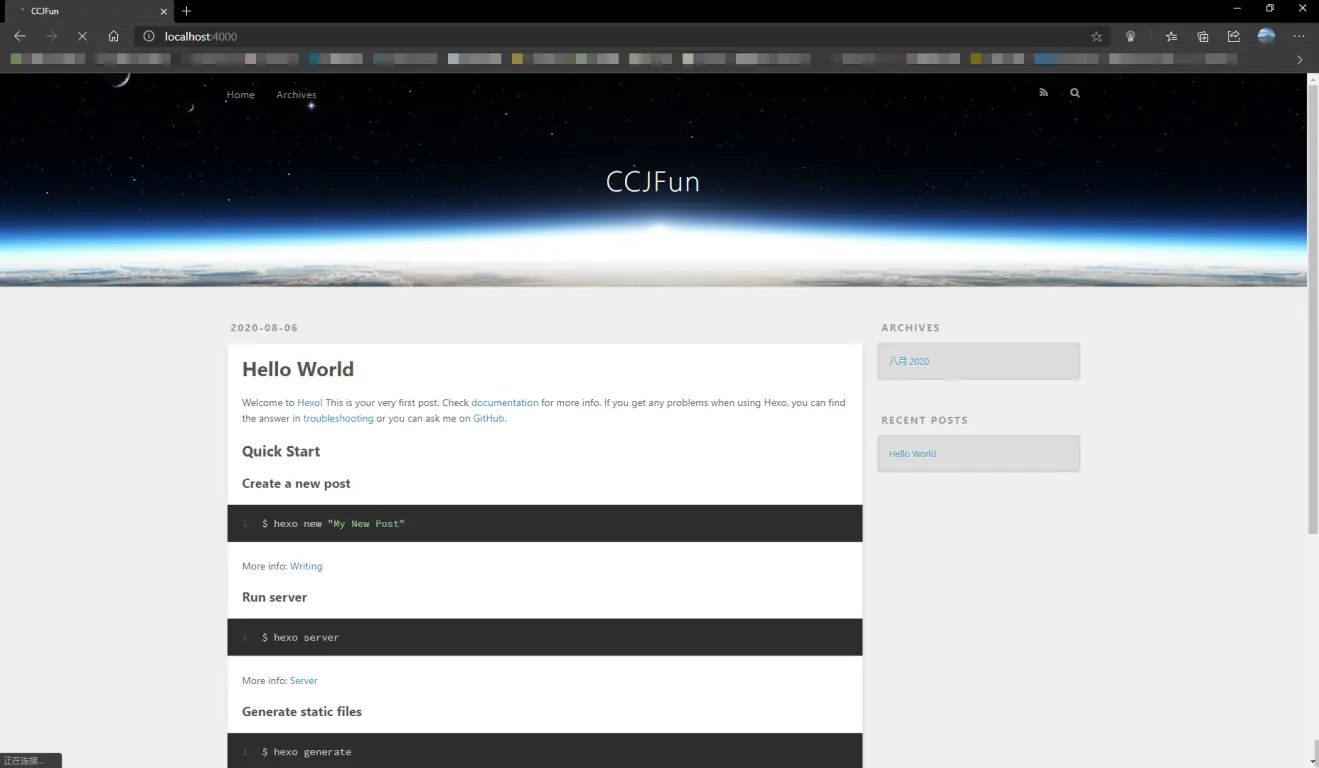 CCJFun
localhost:4000
Home
Archives
CCJFun
2020-08-06
Hello World
Welcome to Hexo! This is your very first post. Check documentation for more info. If you get any problems when using Hexo, you can find
the answer in troubleshooting or you can ask me on GitHub.
Quick Start
Create a new post
1 $ hexo new "My New Post"
More info: Writing
Run server
1 $ hexo server
More info: Server
Generate static files
1 $ hexo generate
ARCHIVES
八月 2020
RECENT POSTS
Hello World
正在连接...